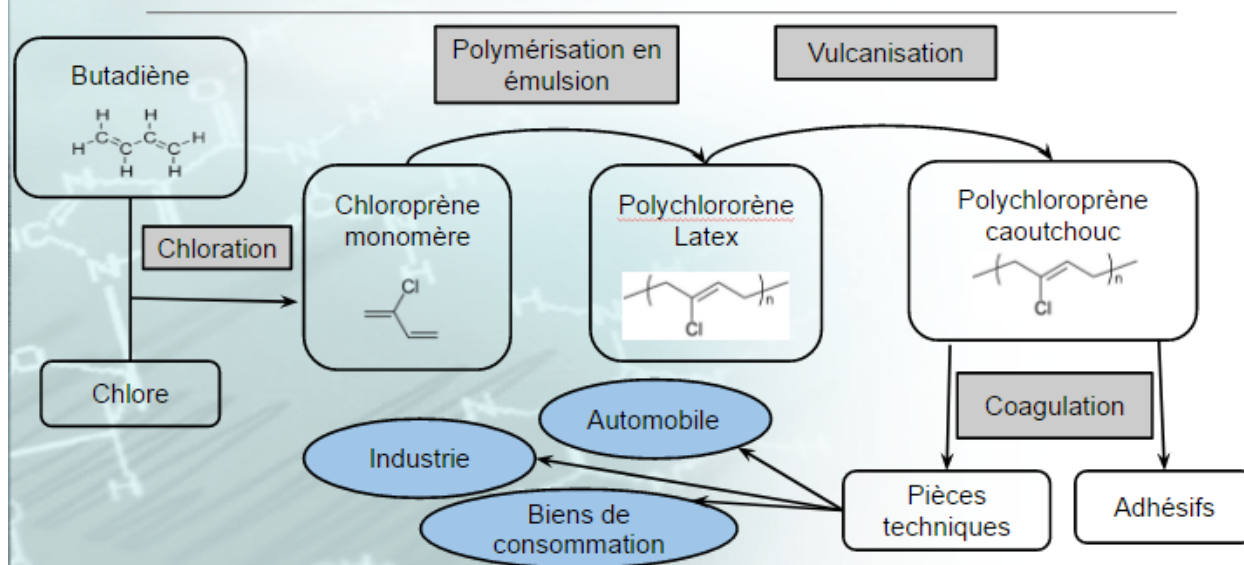 Butadiène
H
H
H
C
C
H
H
C
C
H
H
Polymérisation en
émulsion
Vulcanisation
Chloration
Chloroprène
monomère
Cl
Polychlororène
Latex
n
Cl
Polychloroprène
caoutchouc
n
Cl
Chlore
Automobile
Industrie
Biens de
consommation
Coagulation
Pièces
techniques
Adhésifs